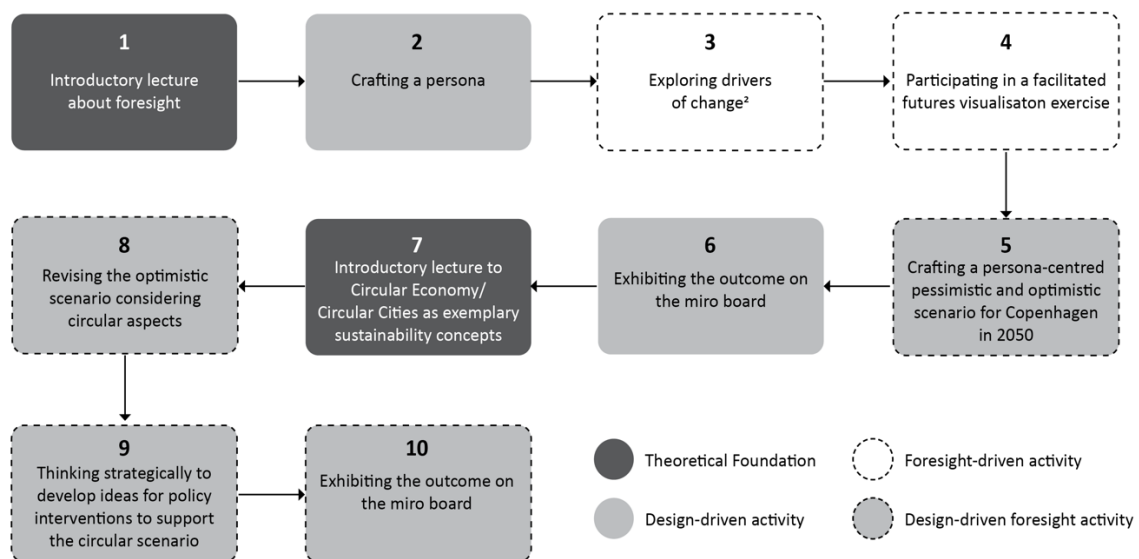 1
Introductory lecture
about foresight
2
Crafting a persona
3
Exploring drivers
of change²
4
Participating in a facilitated
futures visualisaton exercise
5
Crafting a persona-centred
pessimistic and optimistic
scenario for Copenhagen
in 2050
6
Exhibiting the outcome on
the miro board
7
Introductory lecture to
Circular Economy/
Circular Cities as exemplary
sustainability concepts
8
Revising the optimistic
scenario considering
circular aspects
9
Thinking strategically to
develop ideas for policy
interventions to support
the circular scenario
10
Exhibiting the outcome on
the miro board
Theoretical Foundation
Foresight-driven activity
Design-driven activity
Design-driven foresight activity